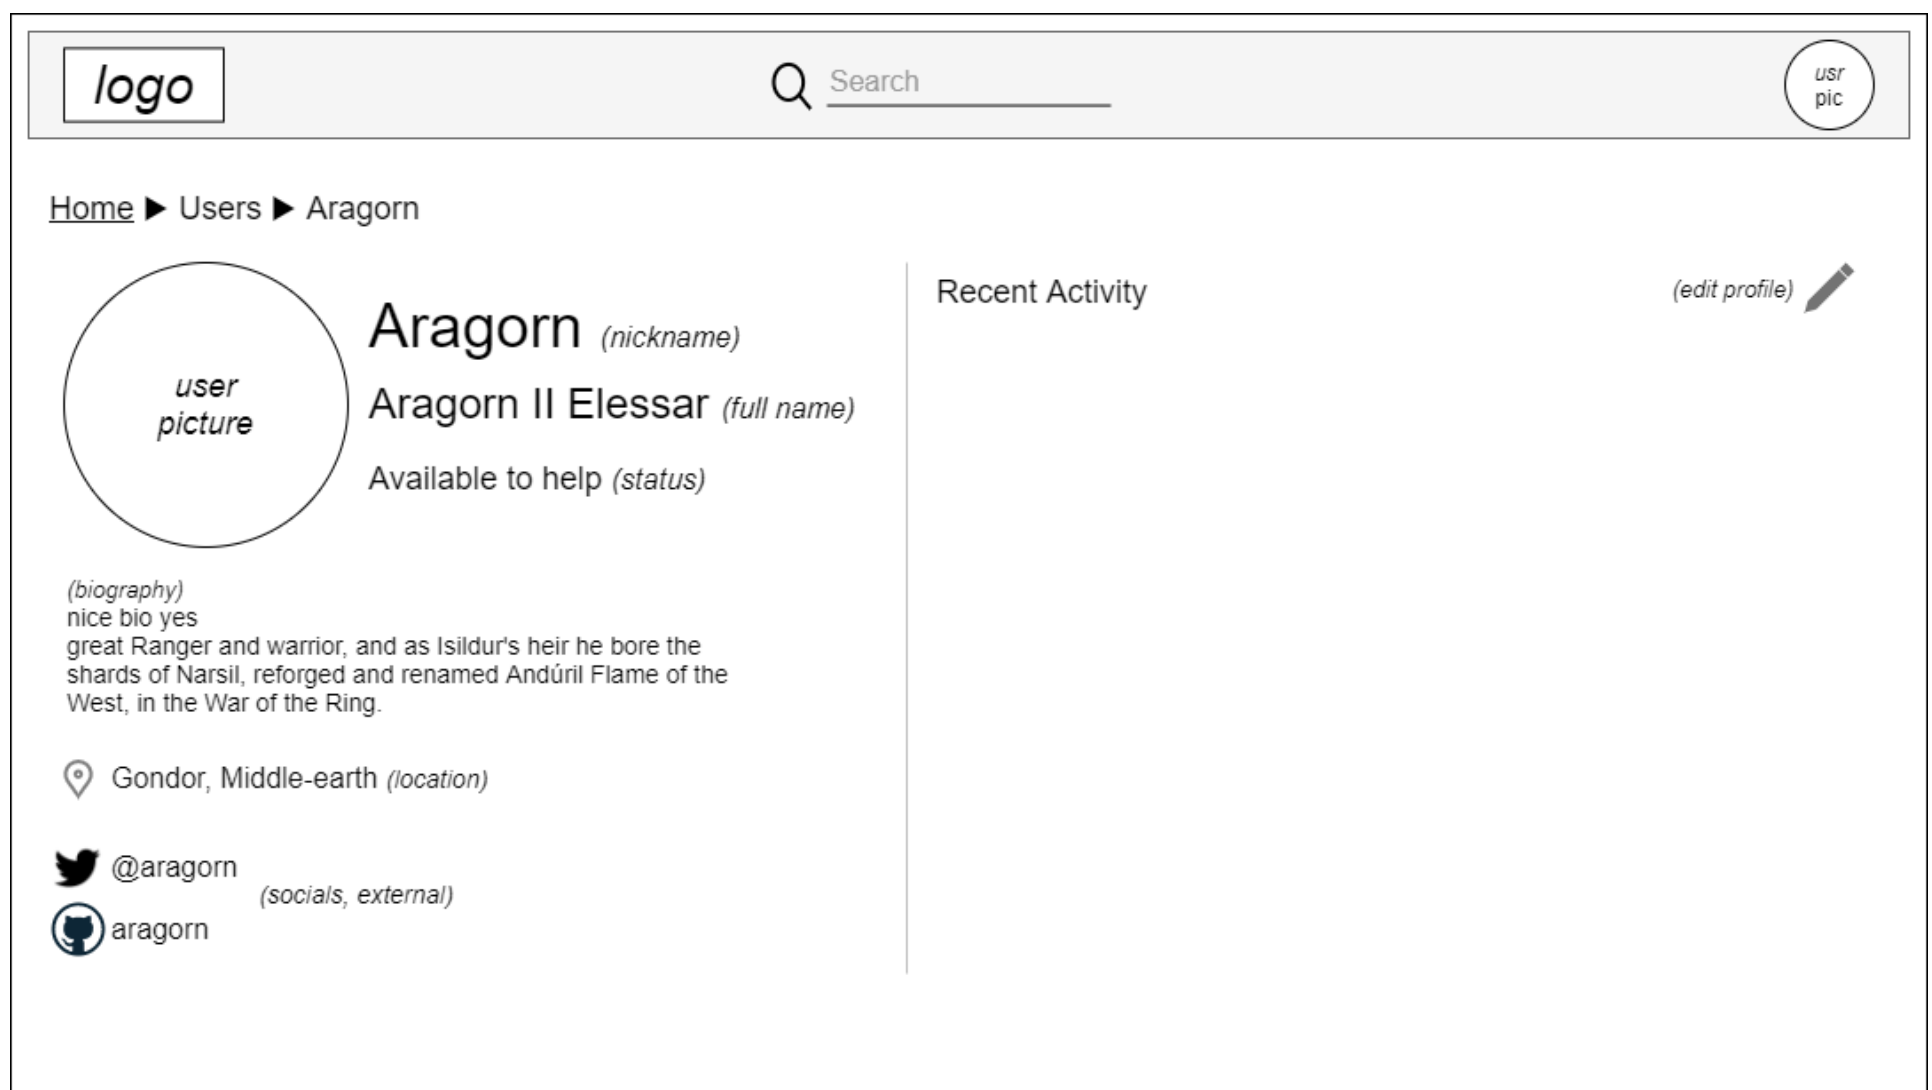 logo
Search
usr
pic
Home ▶ Users ▶ Aragorn
user
picture
Aragorn (nickname)
Aragorn II Elessar (full name)
Available to help (status)
(biography)
nice bio yes
great Ranger and warrior, and as Isildur's heir he bore the
shards of Narsil, reforged and renamed Andúril Flame of the
West, in the War of the Ring.
Gondor, Middle-earth (location)
@aragorn
(socials, external)
aragorn
Recent Activity
(edit profile)